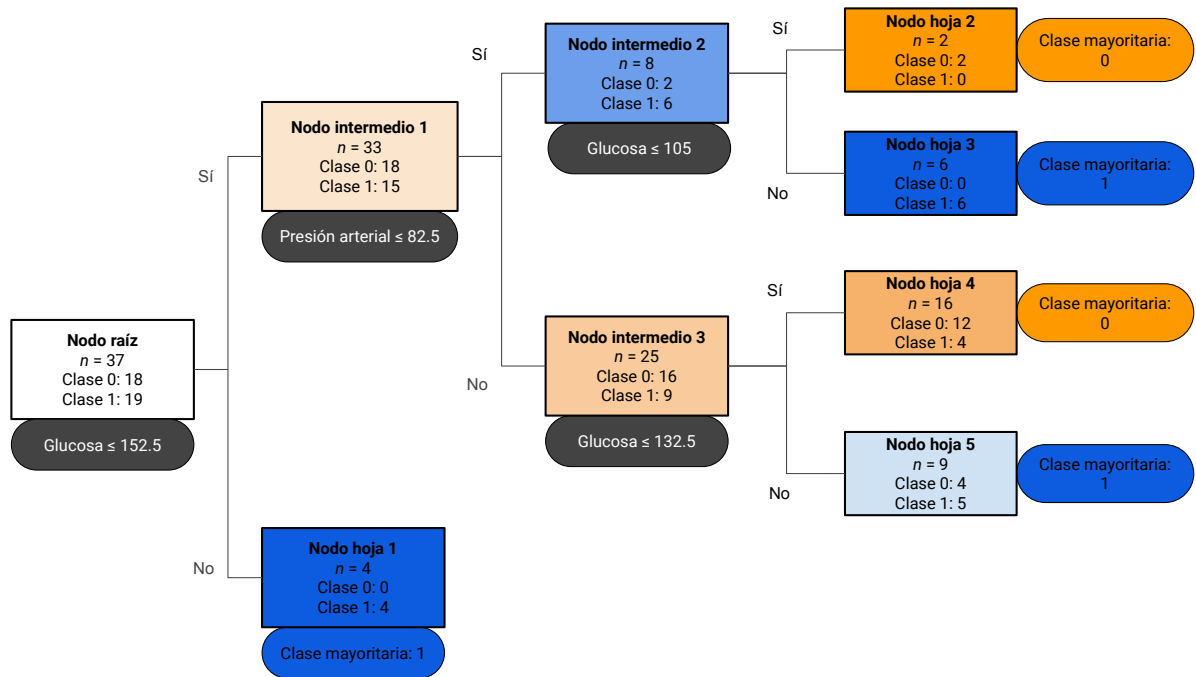 Nodo raíz
n = 37
Clase 0: 18
Clase 1: 19
Glucosa ≤ 152.5
Sí
No
Nodo intermedio 1
n = 33
Clase 0: 18
Clase 1: 15
Presión arterial ≤ 82.5
Nodo hoja 1
n = 4
Clase 0: 0
Clase 1: 4
Clase mayoritaria: 1
Sí
No
Nodo intermedio 2
n = 8
Clase 0: 2
Clase 1: 6
Glucosa ≤ 105
Nodo intermedio 3
n = 25
Clase 0: 16
Clase 1: 9
Glucosa ≤ 132.5
Sí
No
Nodo hoja 2
n = 2
Clase 0: 2
Clase 1: 0
Clase mayoritaria:
0
Nodo hoja 3
n = 6
Clase 0: 0
Clase 1: 6
Clase mayoritaria:
1
Sí
No
Nodo hoja 4
n = 16
Clase 0: 12
Clase 1: 4
Clase mayoritaria:
0
Nodo hoja 5
n = 9
Clase 0: 4
Clase 1: 5
Clase mayoritaria:
1